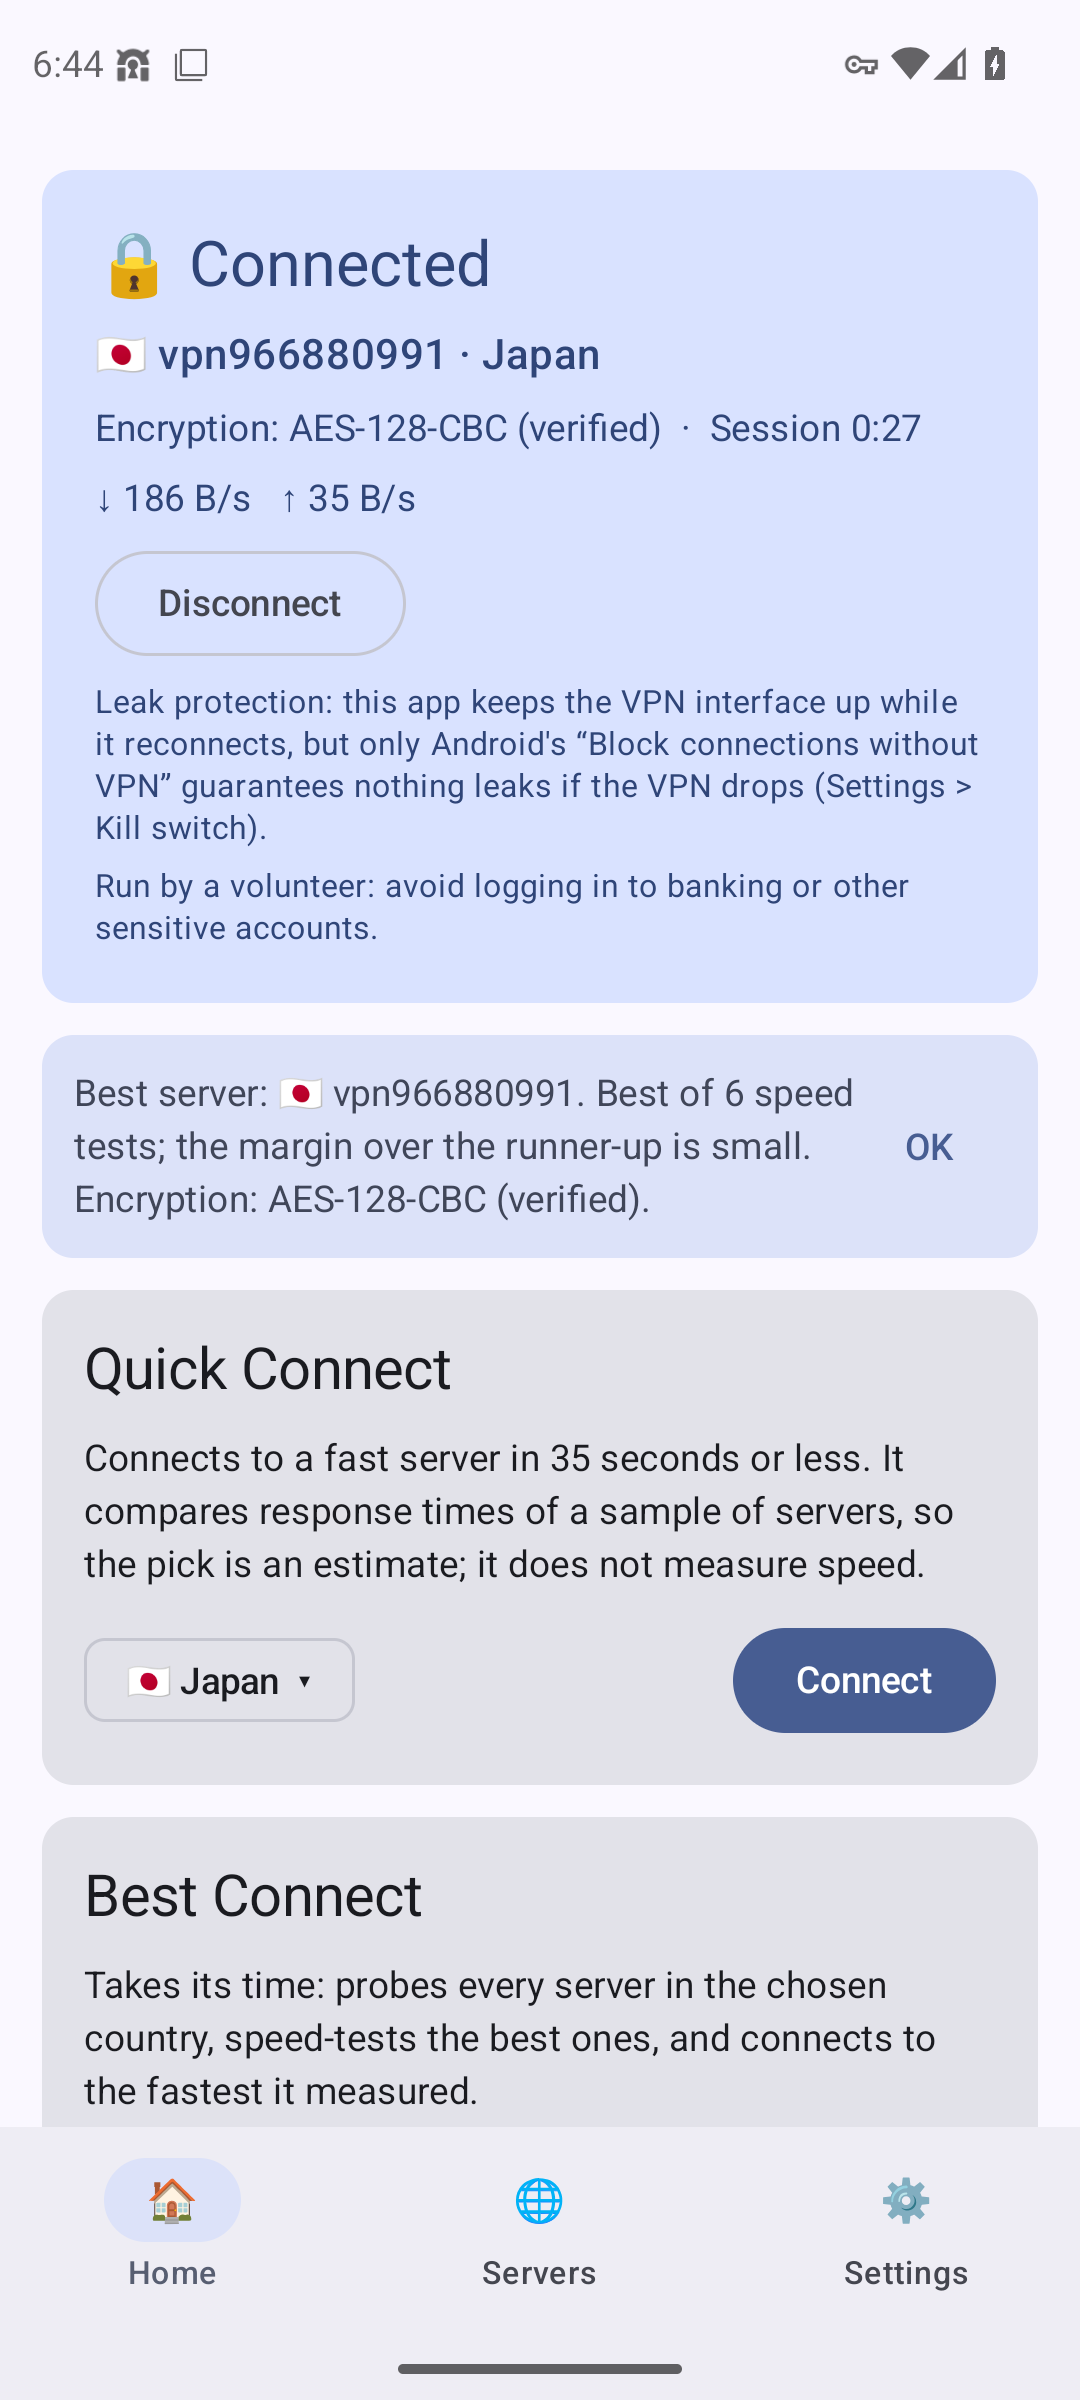 6:44
🔒 Connected
🇯🇵 vpn966880991 · Japan
Encryption: AES-128-CBC (verified) · Session 0:27
↓ 186 B/s ↑ 35 B/s
Disconnect
Leak protection: this app keeps the VPN interface up while
it reconnects, but only Android's “Block connections without
VPN” guarantees nothing leaks if the VPN drops (Settings >
Kill switch).
Run by a volunteer: avoid logging in to banking or other
sensitive accounts.
Best server: 🇯🇵 vpn966880991. Best of 6 speed
tests; the margin over the runner-up is small.
Encryption: AES-128-CBC (verified).
OK
Quick Connect
Connects to a fast server in 35 seconds or less. It
compares response times of a sample of servers, so
the pick is an estimate; it does not measure speed.
🇯🇵 Japan ▾
Connect
Best Connect
Takes its time: probes every server in the chosen
country, speed-tests the best ones, and connects to
the fastest it measured.
Home
Servers
Settings